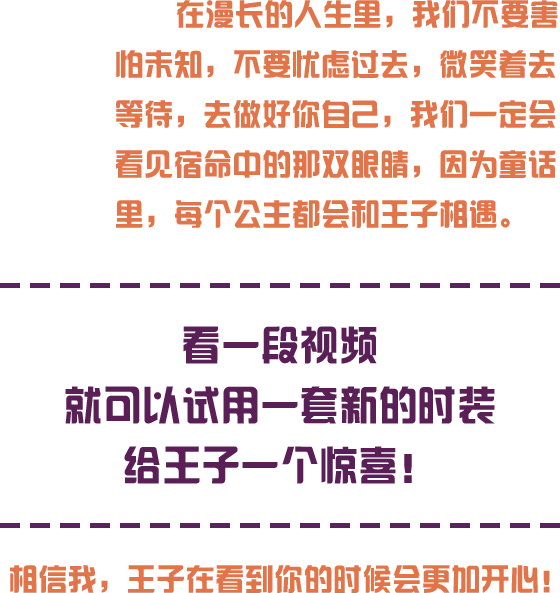 在漫长的人生里，我们不要害
怕未知，不要忧虑过去，微笑着去
等待，去做好你自己，我们一定会
看见宿命中的那双眼睛，因为童话
里，每个公主都会和王子相遇。
看一段视频
就可以试用一套新的时装
给王子一个惊喜！
相信我，王子在看到你的时候会更加开心！